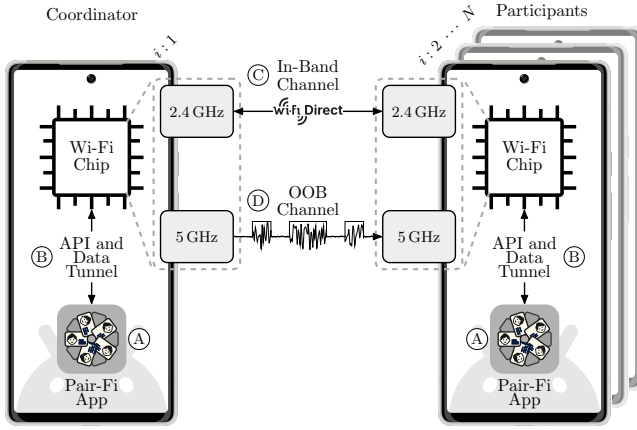 Coordinator
Participants
i : 1
i : 2 ⋯ N
C In-Band
Channel
2.4 GHz
Wi-Fi Direct
2.4 GHz
Wi-Fi
Chip
Wi-Fi
Chip
D OOB
Channel
5 GHz
5 GHz
B API and
Data
Tunnel
API and B
Data
Tunnel
A
A
Pair-Fi
App
Pair-Fi
App